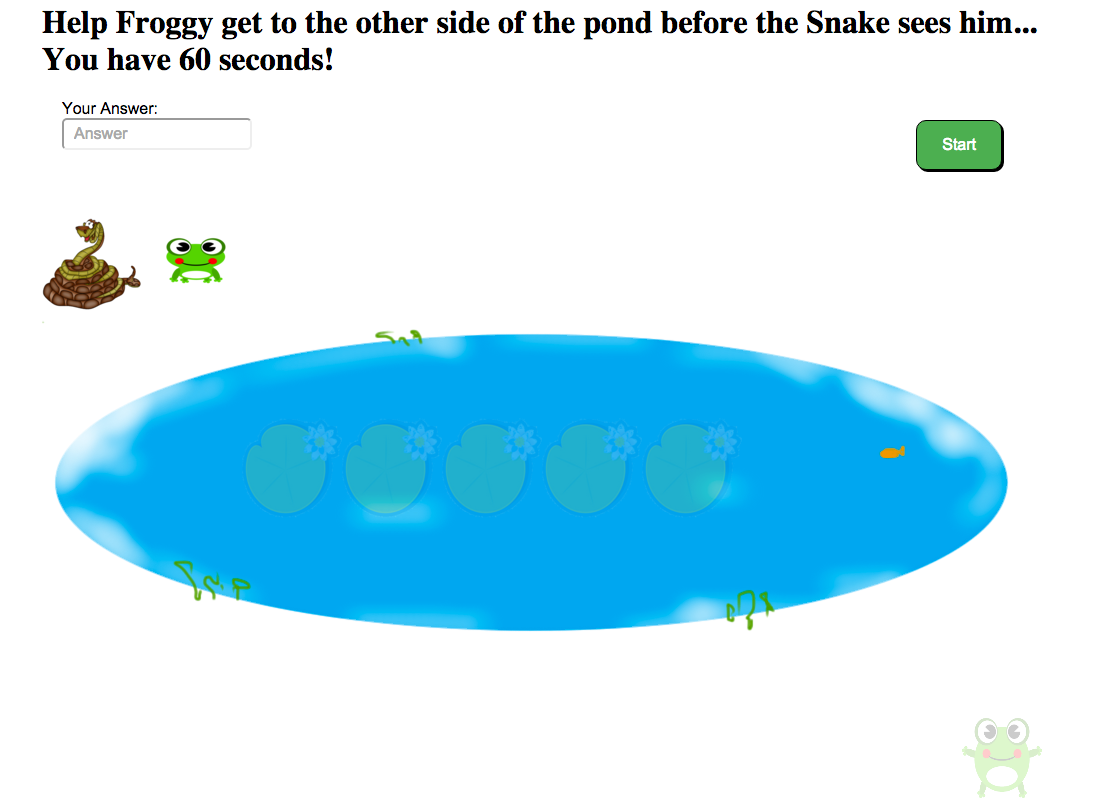 Help Froggy get to the other side of the pond before the Snake sees him...
You have 60 seconds!
Your Answer:
Answer
Start